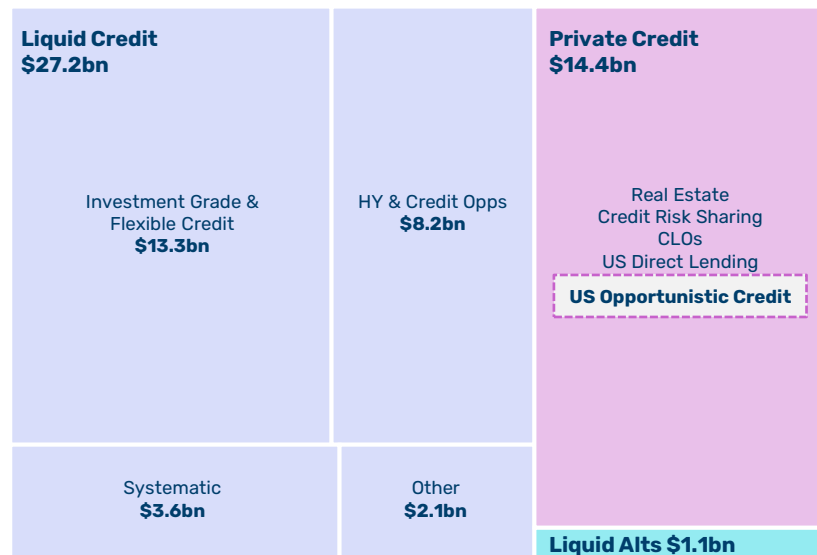 Liquid Credit
$27.2bn
Investment Grade &
Flexible Credit
$13.3bn
HY & Credit Opps
$8.2bn
Systematic
$3.6bn
Other
$2.1bn
Private Credit
$14.4bn
Real Estate
Credit Risk Sharing
CLOs
US Direct Lending
US Opportunistic Credit
Liquid Alts $1.1bn